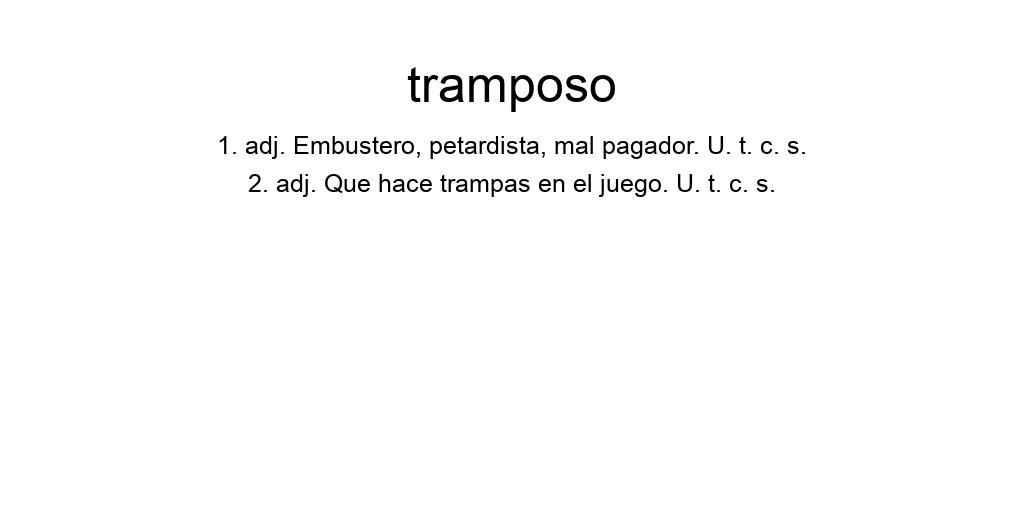 tramposo
1. adj. Embustero, petardista, mal pagador. U. t. c. s.
2. adj. Que hace trampas en el juego. U. t. c. s.